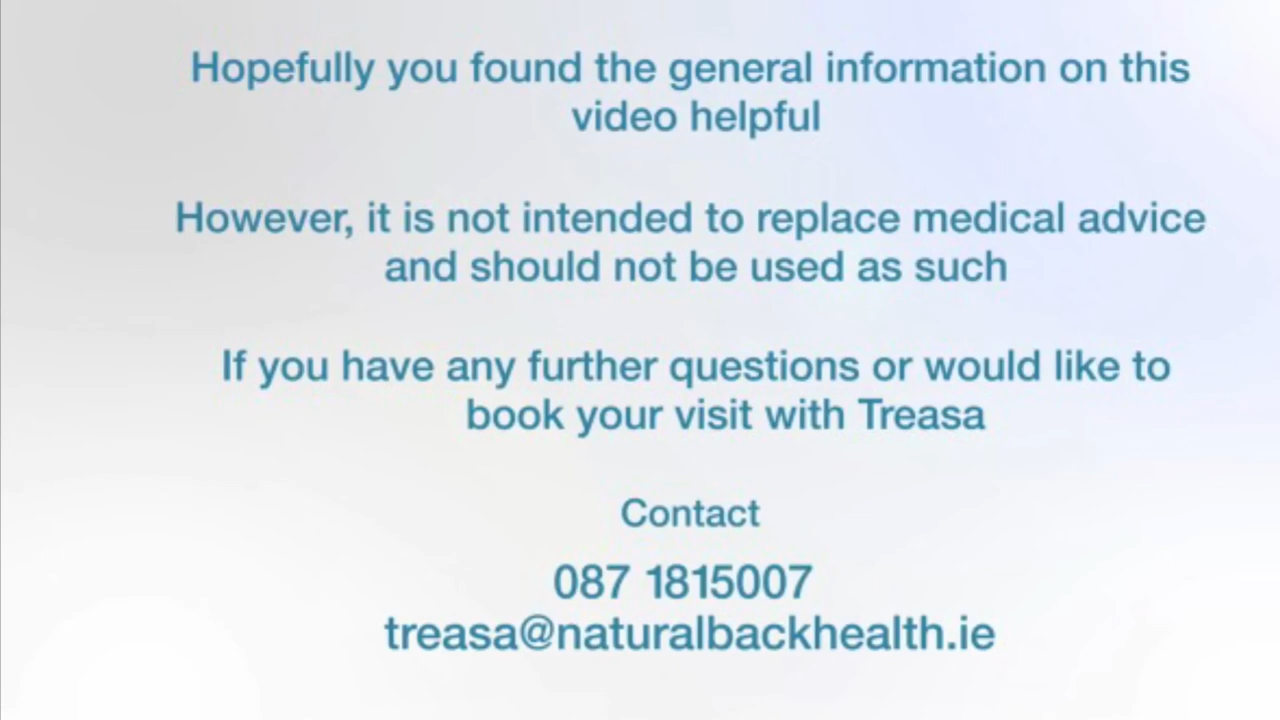 Hopefully you found the general information on this
video helpful
However, it is not intended to replace medical advice
and should not be used as such
If you have any further questions or would like to
book your visit with Treasa
Contact
087 1815007
treasa@naturalbackhealth.ie